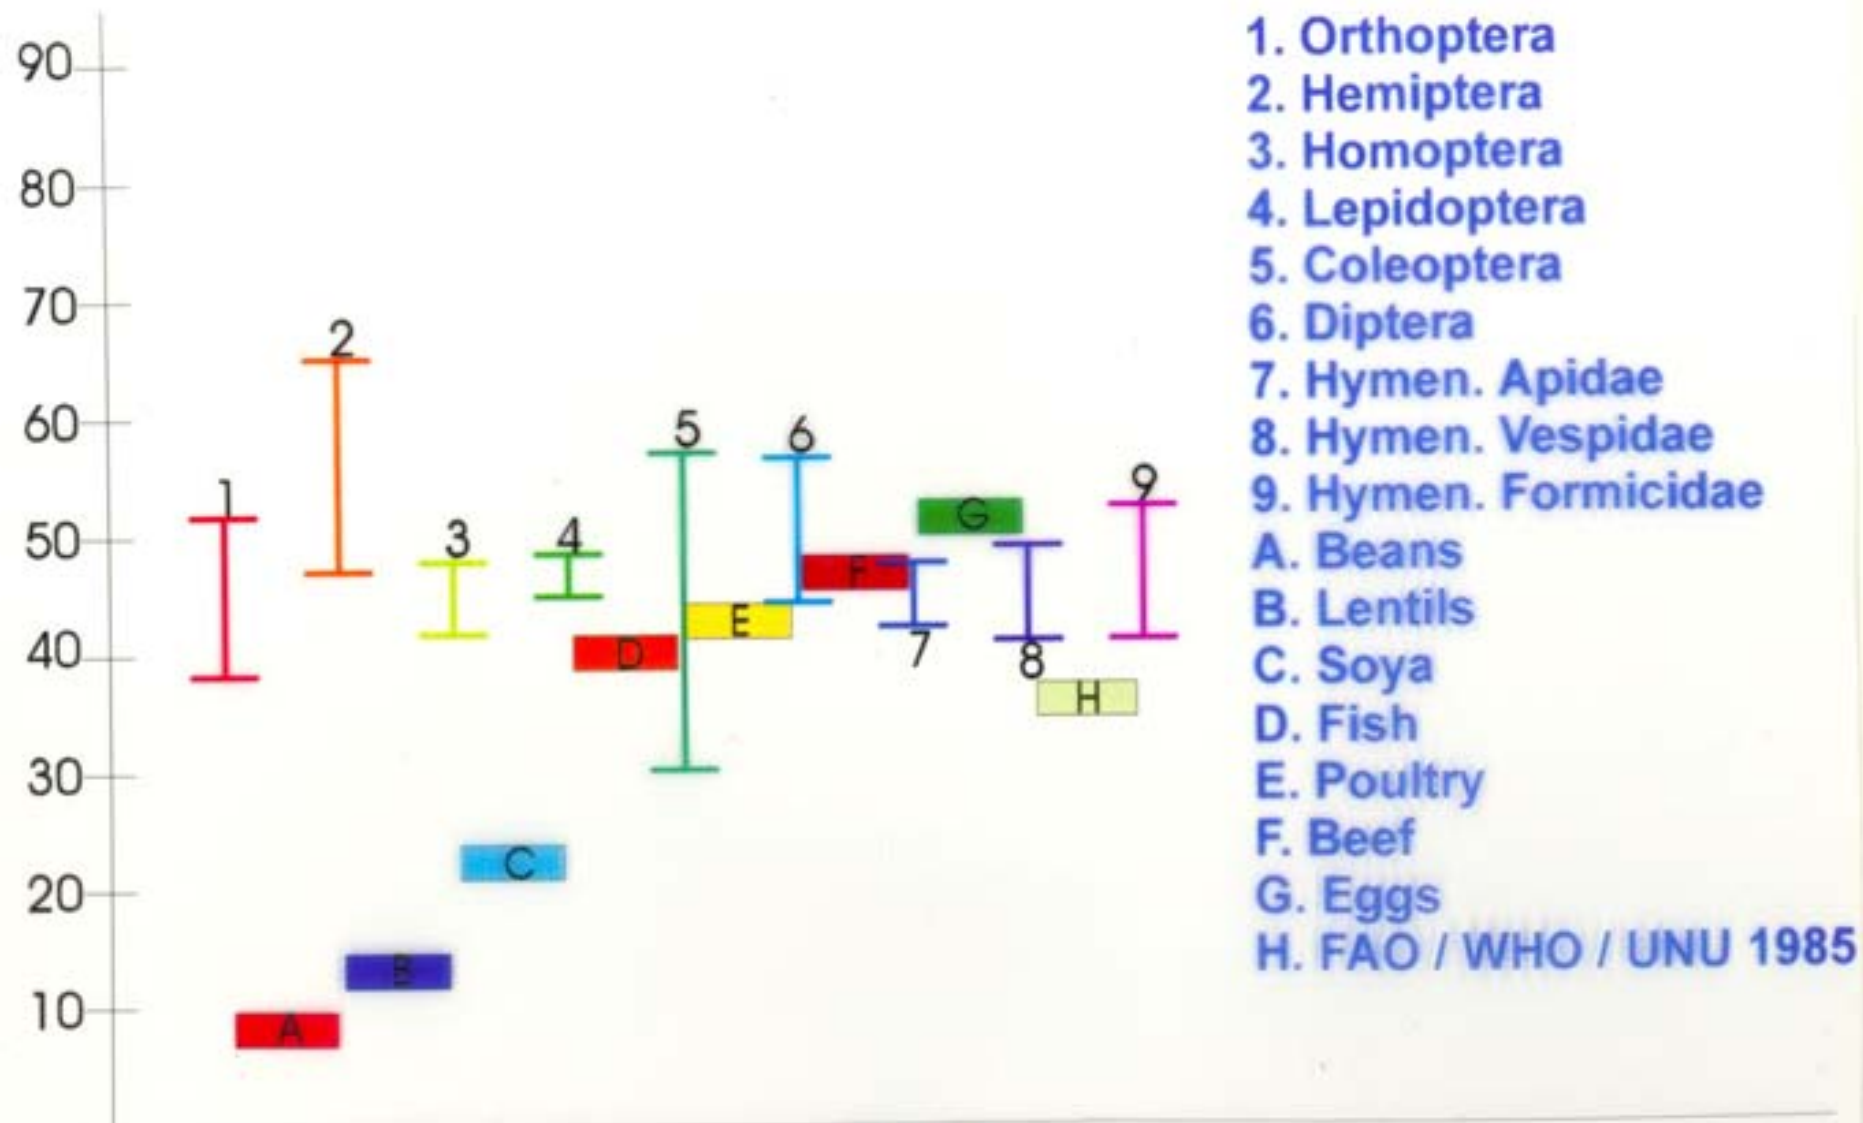 90
80
70
60
50
40
30
20
10
1
2
3
4
5
6
7
8
9
A
B
C
D
E
F
G
H
1. Orthoptera
2. Hemiptera
3. Homoptera
4. Lepidoptera
5. Coleoptera
6. Diptera
7. Hymen. Apidae
8. Hymen. Vespidae
9. Hymen. Formicidae
A. Beans
B. Lentils
C. Soya
D. Fish
E. Poultry
F. Beef
G. Eggs
H. FAO / WHO / UNU 1985